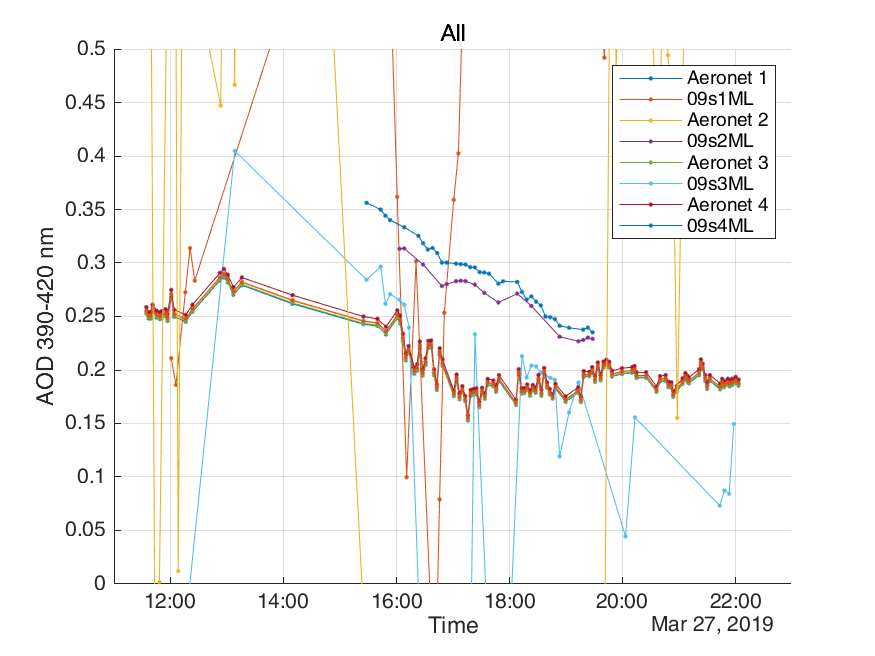 All
0.5
0.45
0.4
0.35
0.3
0.25
0.2
0.15
0.1
0.05
0
AOD 390-420 nm
Aeronet 1
09s1ML
Aeronet 2
09s2ML
Aeronet 3
09s3ML
Aeronet 4
09s4ML
12:00 14:00 16:00 18:00 20:00 22:00
Time
Mar 27, 2019